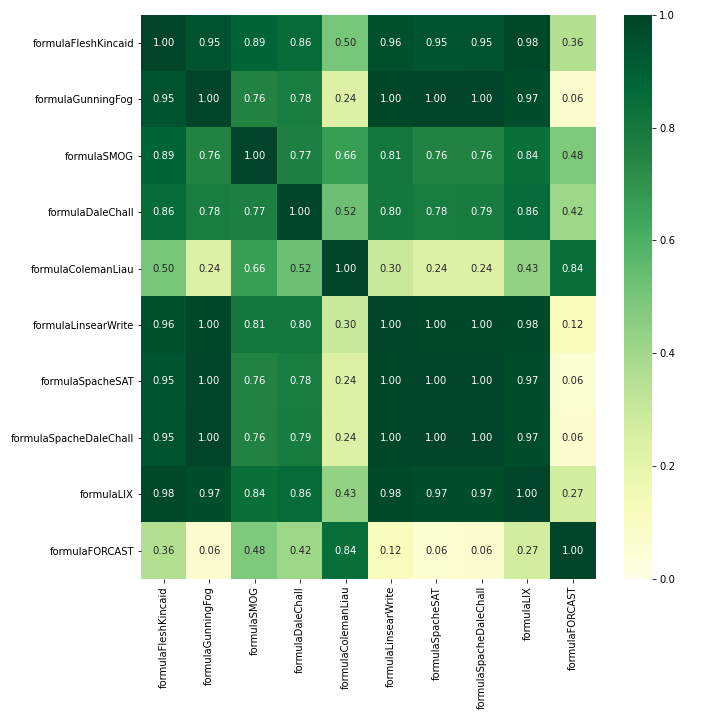 formulaFleshKincaid 1.00 0.95 0.89 0.86 0.50 0.96 0.95 0.95 0.98 0.36
formulaGunningFog 0.95 1.00 0.76 0.78 0.24 1.00 1.00 1.00 0.97 0.06
formulaSMOG 0.89 0.76 1.00 0.77 0.66 0.81 0.76 0.76 0.84 0.48
formulaDaleChall 0.86 0.78 0.77 1.00 0.52 0.80 0.78 0.79 0.86 0.42
formulaColemanLiau 0.50 0.24 0.66 0.52 1.00 0.30 0.24 0.24 0.43 0.84
formulaLinsearWrite 0.96 1.00 0.81 0.80 0.30 1.00 1.00 1.00 0.98 0.12
formulaSpacheSAT 0.95 1.00 0.76 0.78 0.24 1.00 1.00 1.00 0.97 0.06
formulaSpacheDaleChall 0.95 1.00 0.76 0.79 0.24 1.00 1.00 1.00 0.97 0.06
formulaLIX 0.98 0.97 0.84 0.86 0.43 0.98 0.97 0.97 1.00 0.27
formulaFORCAST 0.36 0.06 0.48 0.42 0.84 0.12 0.06 0.06 0.27 1.00
formulaFleshKincaid
formulaGunningFog
formulaSMOG
formulaDaleChall
formulaColemanLiau
formulaLinsearWrite
formulaSpacheSAT
formulaSpacheDaleChall
formulaLIX
formulaFORCAST
1.0
0.8
0.6
0.4
0.2
0.0